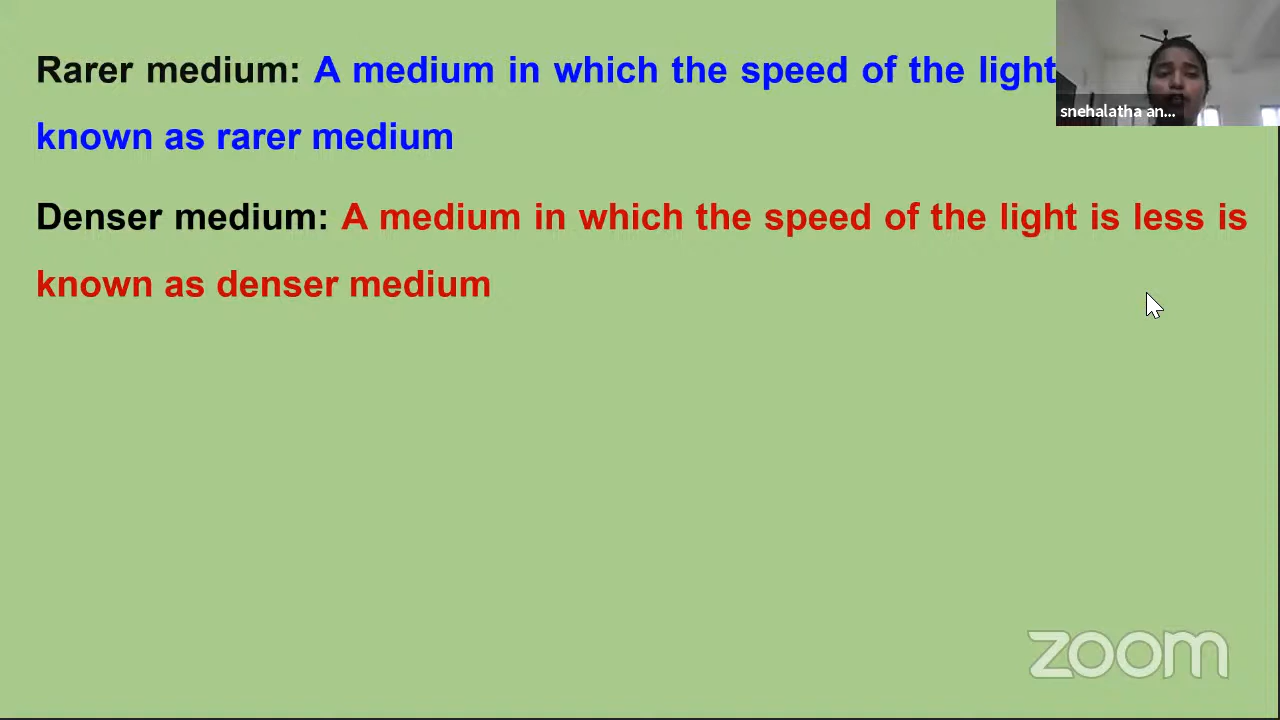 Rarer medium: A medium in which the speed of the light
known as rarer medium
snehalatha an...
Denser medium: A medium in which the speed of the light is less is
known as denser medium
zoom